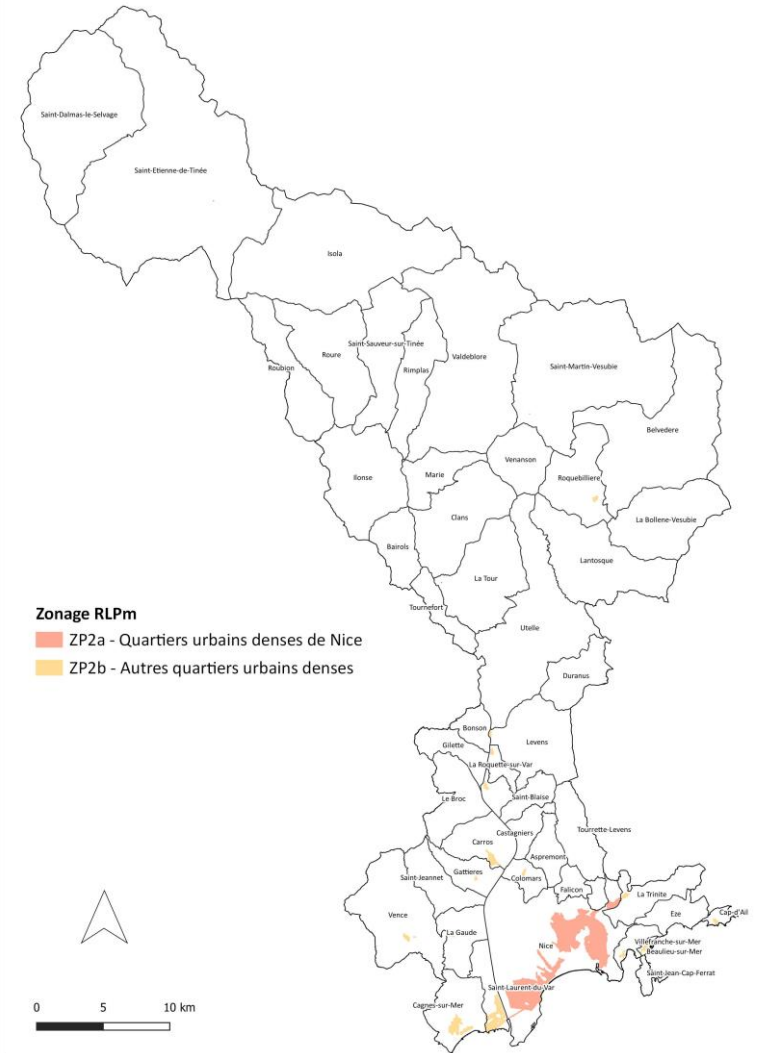 Saint-Dalmas-le-Selvage
Saint-Etienne-de-Tinée
Isola
Saint-Sauveur-sur-Tinée
Roure
Valdeblore
Roubion
Rimplas
Saint-Martin-Vesubie
Belvedere
Venanson
Ilonse
Marie
Roquebilliere
Clans
La Bollene-Vesubie
Bairols
Lantosque
La Tour
Tournefort
Utelle
Zonage RLPm
ZP2a - Quartiers urbains denses de Nice
ZP2b - Autres quartiers urbains denses
Duranus
Bonson
Gilette
Levens
La Roquette-sur-Var
Le Broc
Saint-Blaise
Castagniers
Tourrette-Levens
Carros
Aspremont
Saint-Jeannet
Gattieres
Colomars
Falicon
La Trinite
Vence
Eze
Cap-d'Ail
La Gaude
Nice
Villefranche-sur-Mer
Beaulieu-sur-Mer
Saint-Jean-Cap-Ferrat
Saint-Laurent-du-Var
Cagnes-sur-Mer
0 5 10 km